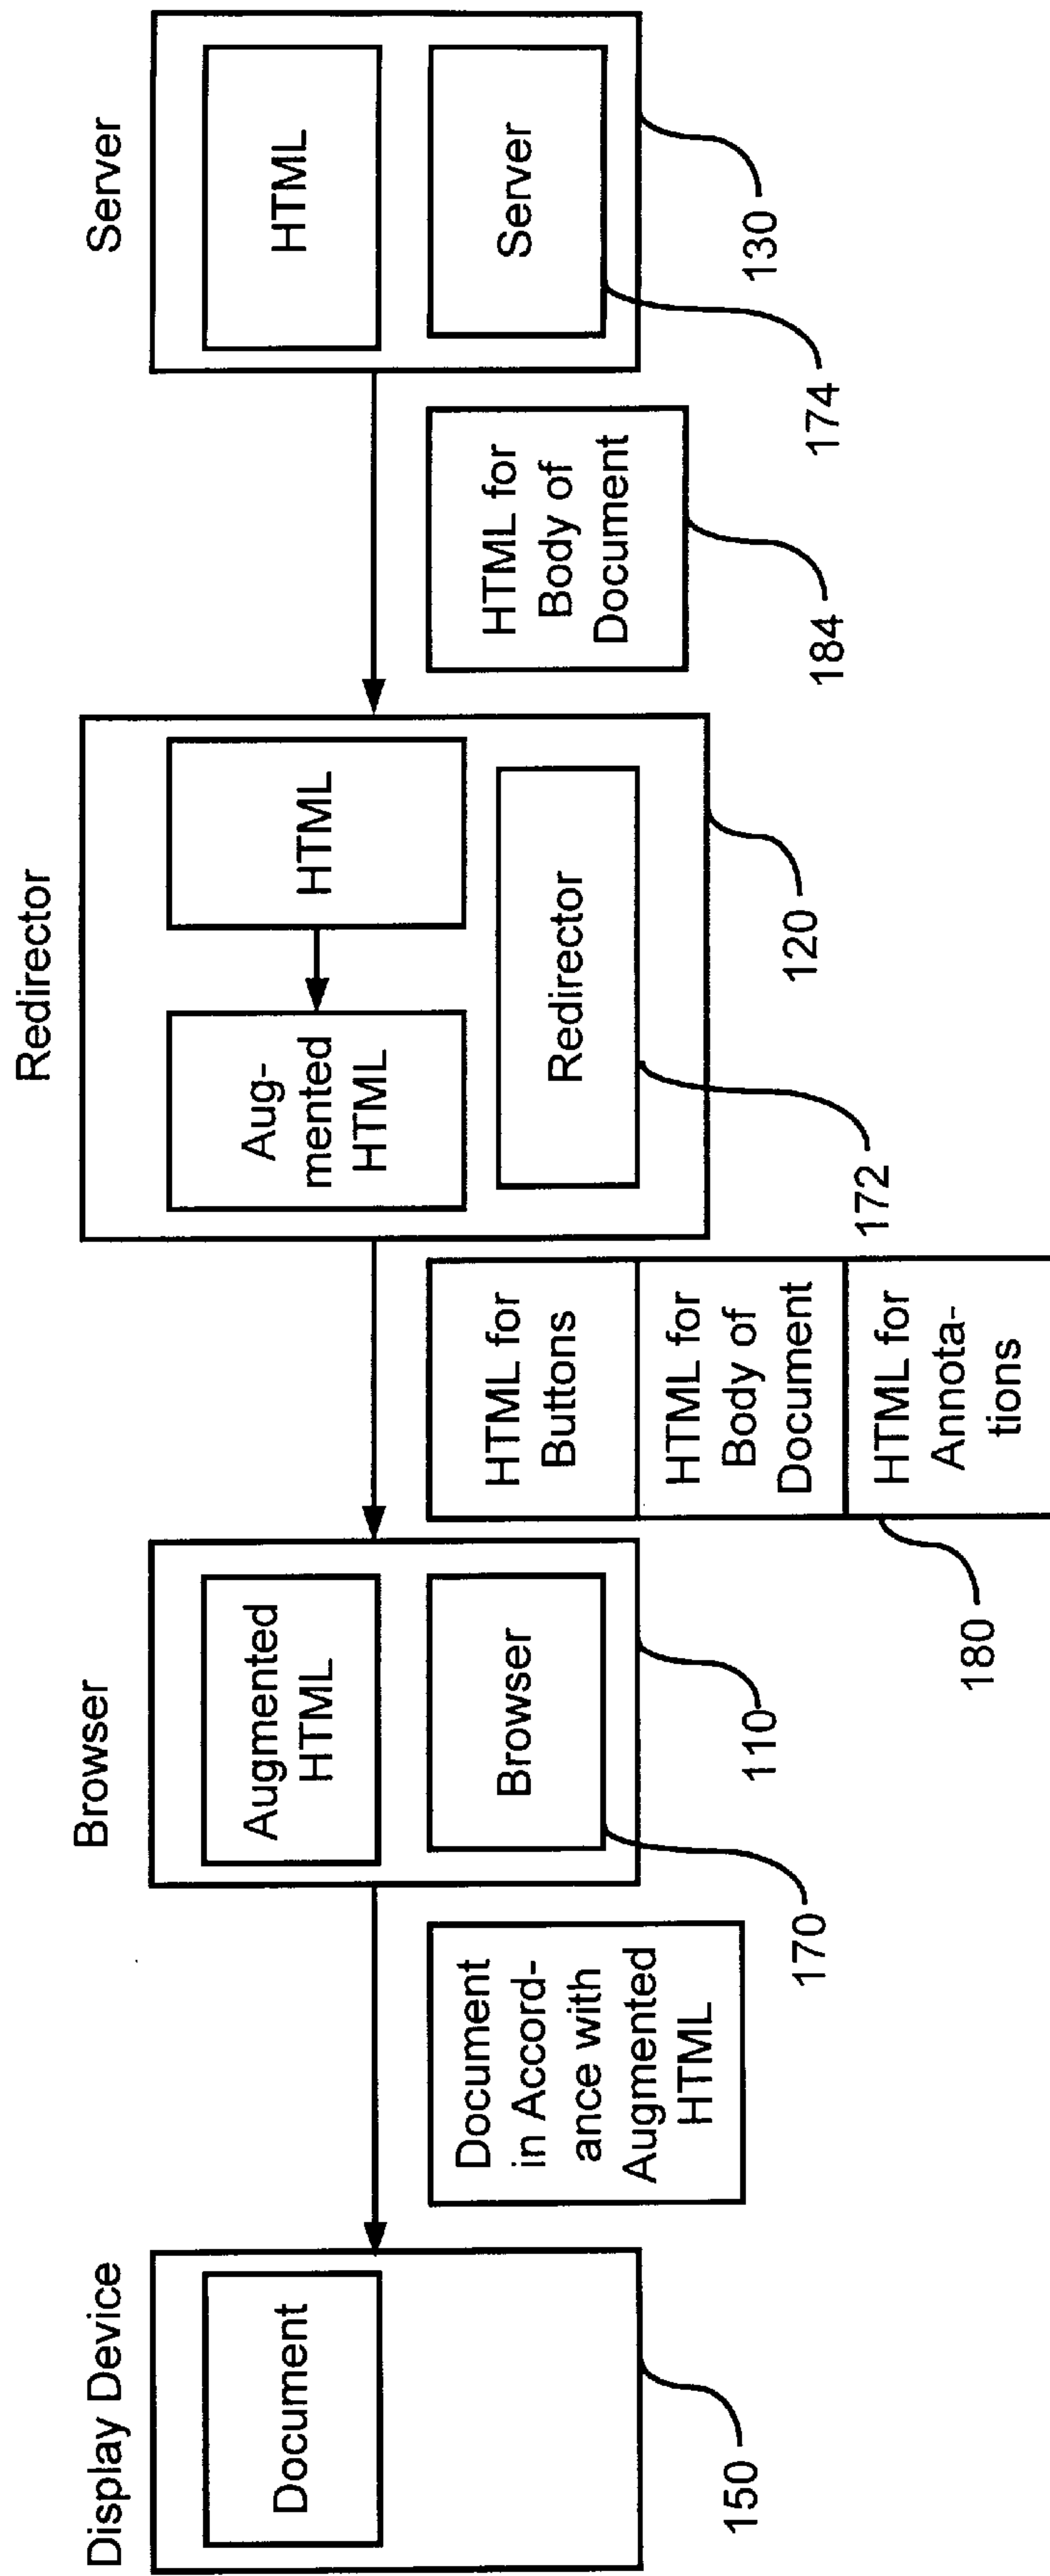 Display Device
Document
150
Document
in Accord-
ance with
Augmented
HTML
Browser
Augmented
HTML
Browser
170
110
HTML for
Buttons
HTML for
Body of
Document
HTML for
Annota-
tions
180
Redirector
Aug-
mented
HTML
HTML
Redirector
172
120
HTML for
Body of
Document
184
Server
HTML
Server
174
130